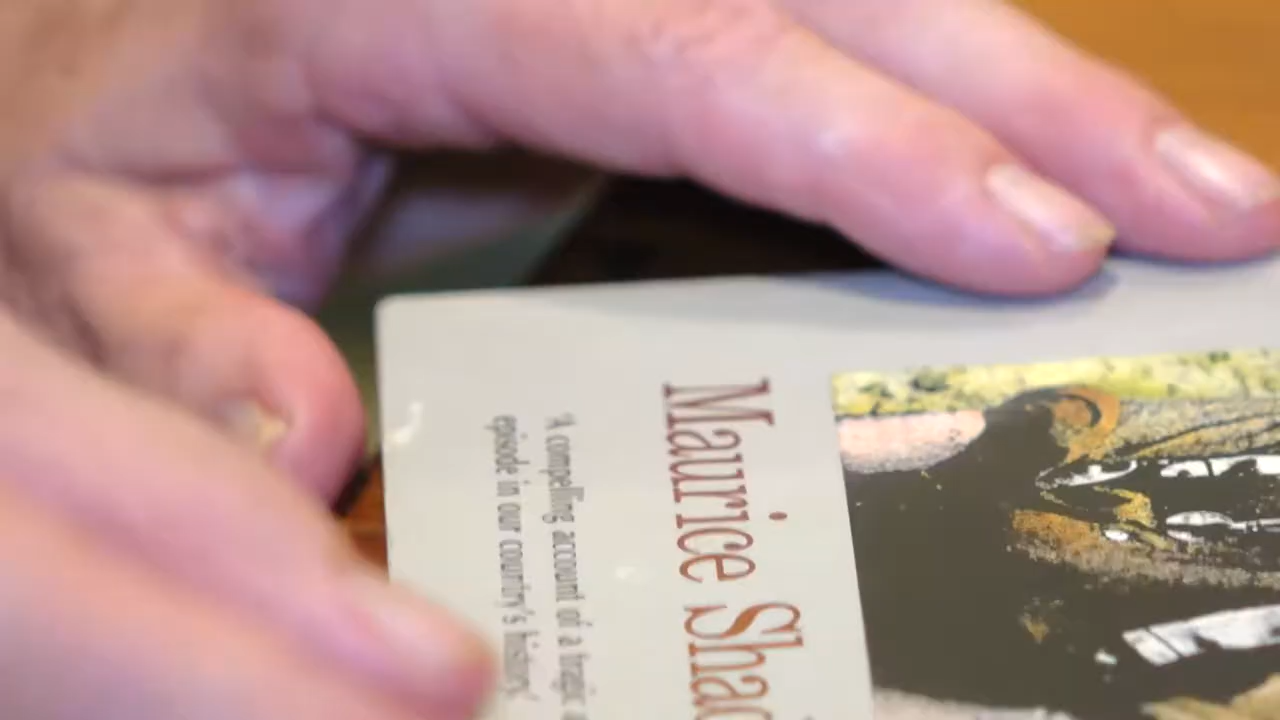 Maurice Shad
'A compelling account of a tragic
episode in our country's history,'